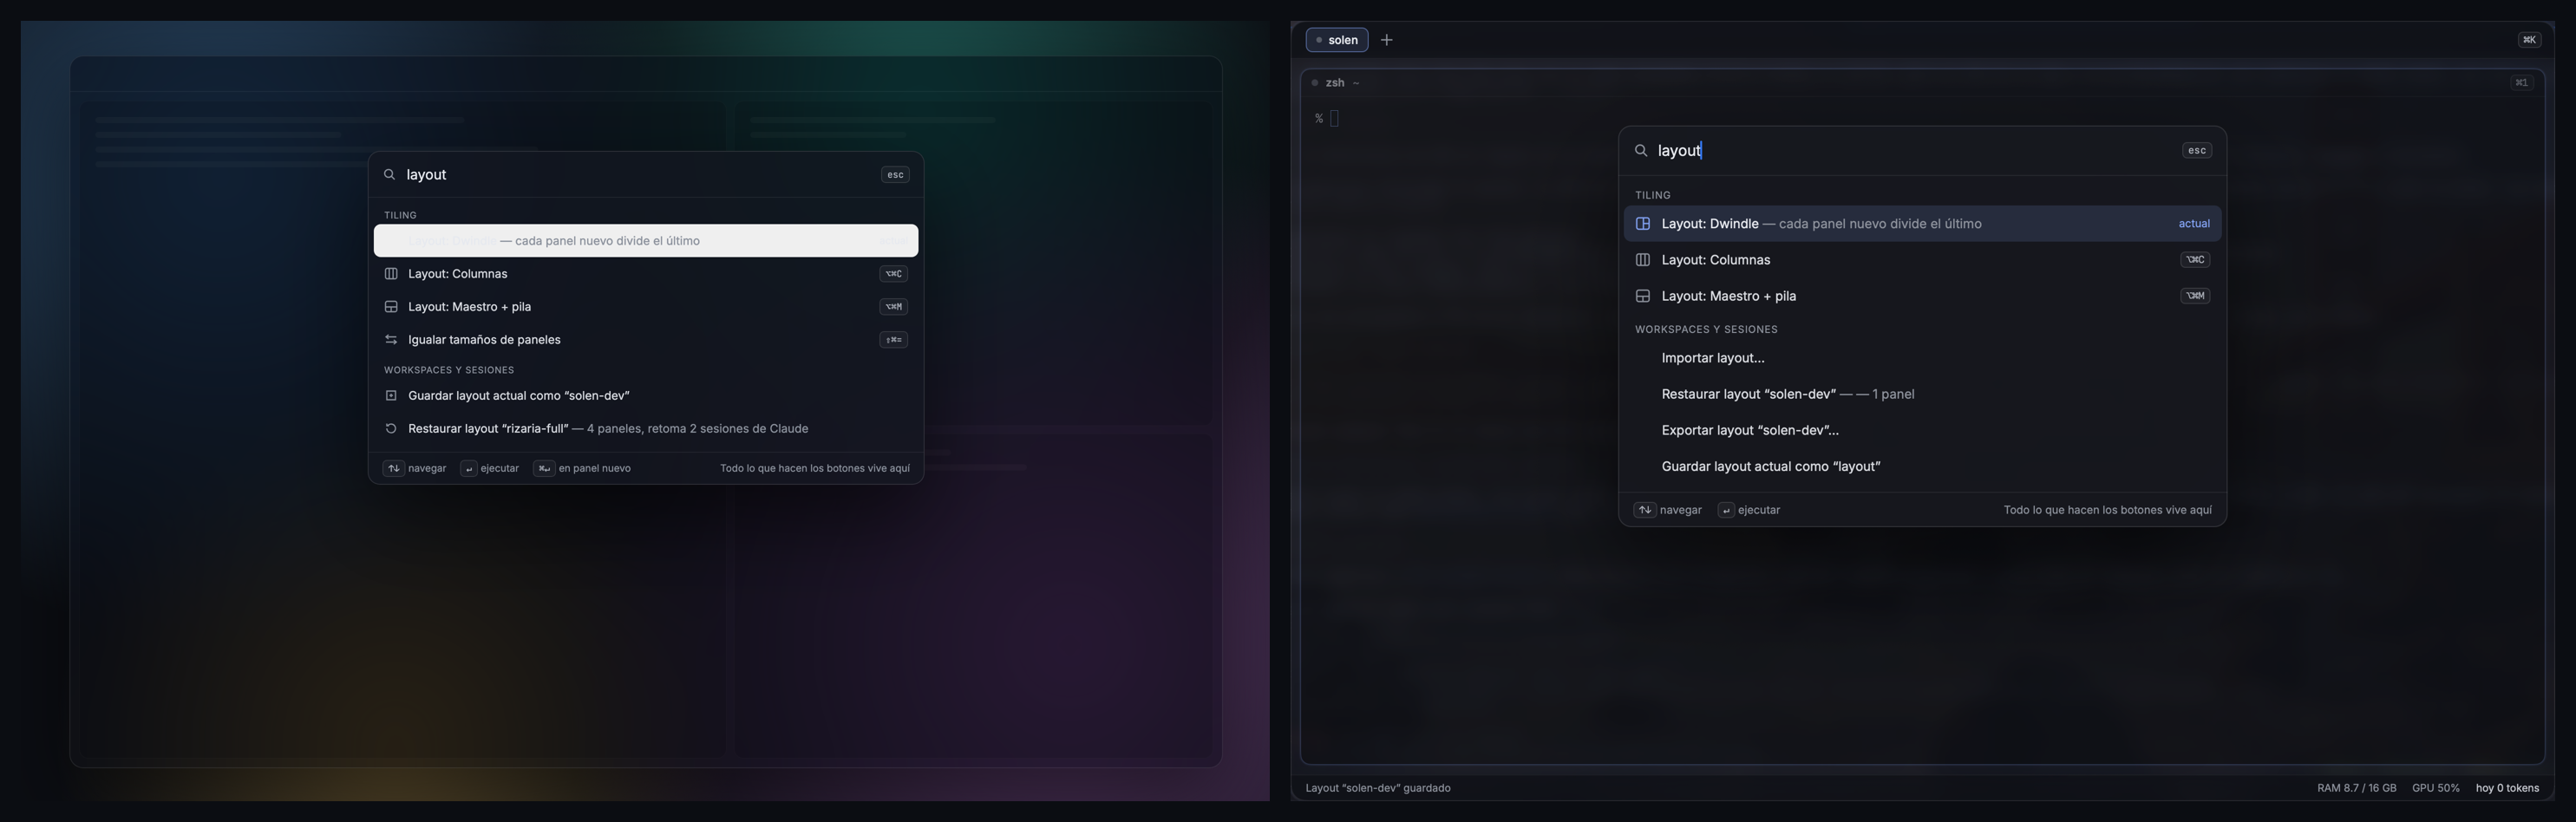 layout
esc
TILING
Layout: Dwindle — cada panel nuevo divide el último
Layout: Columnas
⌥⌘C
Layout: Maestro + pila
⌥⌘M
Igualar tamaños de paneles
⇧⌘=
WORKSPACES Y SESIONES
Guardar layout actual como “solen-dev”
Restaurar layout “rizaria-full” — 4 paneles, retoma 2 sesiones de Claude
↑↓ navegar ↵ ejecutar ⌘↵ en panel nuevo Todo lo que hacen los botones vive aquí
solen
⌘K
zsh ~
⌘1
%
layout
esc
TILING
Layout: Dwindle — cada panel nuevo divide el último actual
Layout: Columnas
⌥⌘C
Layout: Maestro + pila
⌥⌘M
WORKSPACES Y SESIONES
Importar layout...
Restaurar layout “solen-dev” — — 1 panel
Exportar layout “solen-dev”...
Guardar layout actual como “layout”
↑↓ navegar ↵ ejecutar Todo lo que hacen los botones vive aquí
Layout “solen-dev” guardado
RAM 8.7 / 16 GB GPU 50% hoy 0 tokens